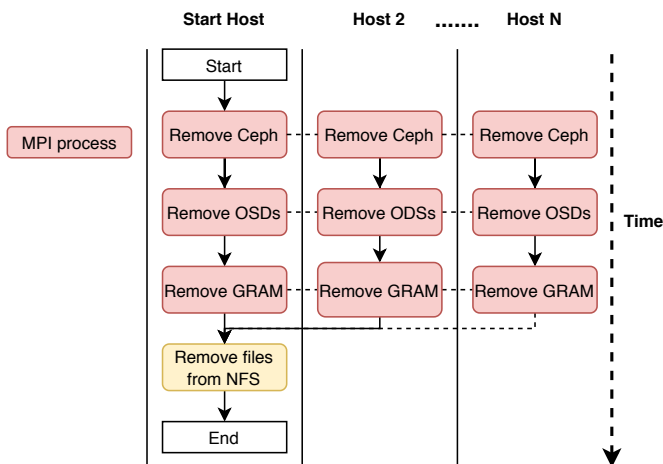 Start Host
Host 2
.......
Host N
Start
MPI process
Remove Ceph
Remove Ceph
Remove Ceph
Remove OSDs
Remove ODSs
Remove OSDs
Time
Remove GRAM
Remove GRAM
Remove GRAM
Remove files
from NFS
End